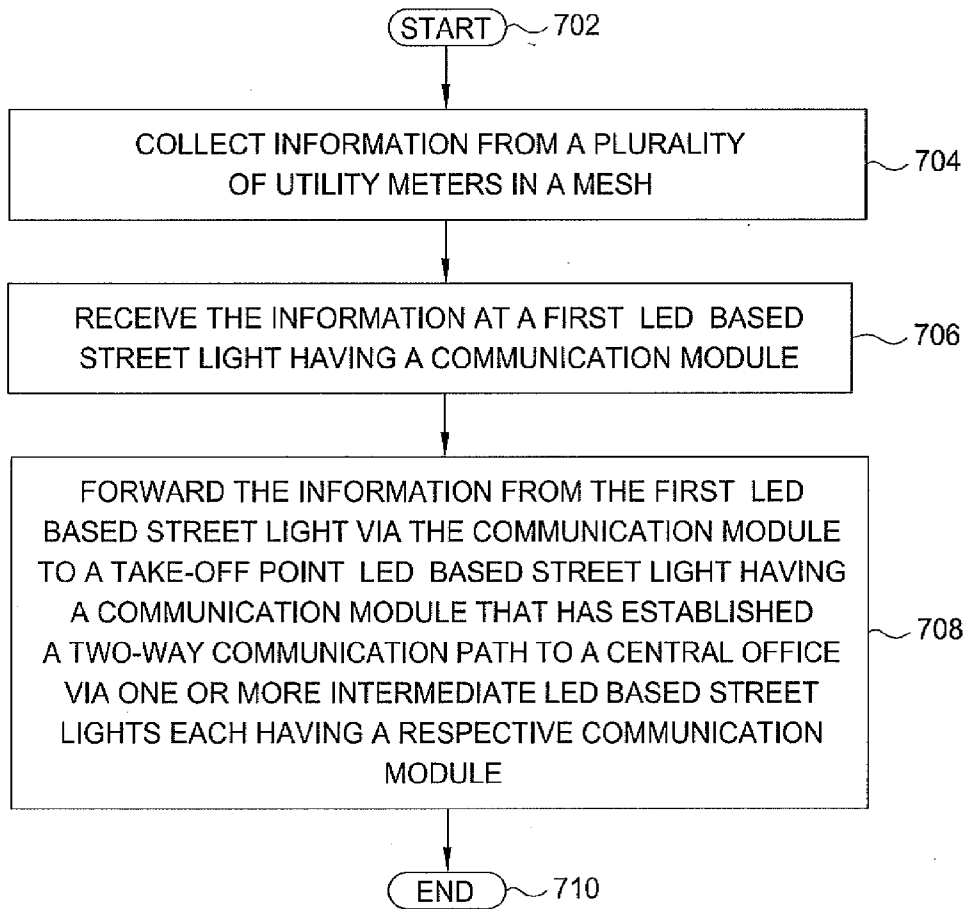 START 702
COLLECT INFORMATION FROM A PLURALITY
OF UTILITY METERS IN A MESH
704
RECEIVE THE INFORMATION AT A FIRST LED BASED
STREET LIGHT HAVING A COMMUNICATION MODULE
706
FORWARD THE INFORMATION FROM THE FIRST LED
BASED STREET LIGHT VIA THE COMMUNICATION MODULE
TO A TAKE-OFF POINT LED BASED STREET LIGHT HAVING
A COMMUNICATION MODULE THAT HAS ESTABLISHED
A TWO-WAY COMMUNICATION PATH TO A CENTRAL OFFICE
VIA ONE OR MORE INTERMEDIATE LED BASED STREET
LIGHTS EACH HAVING A RESPECTIVE COMMUNICATION
MODULE
708
END 710